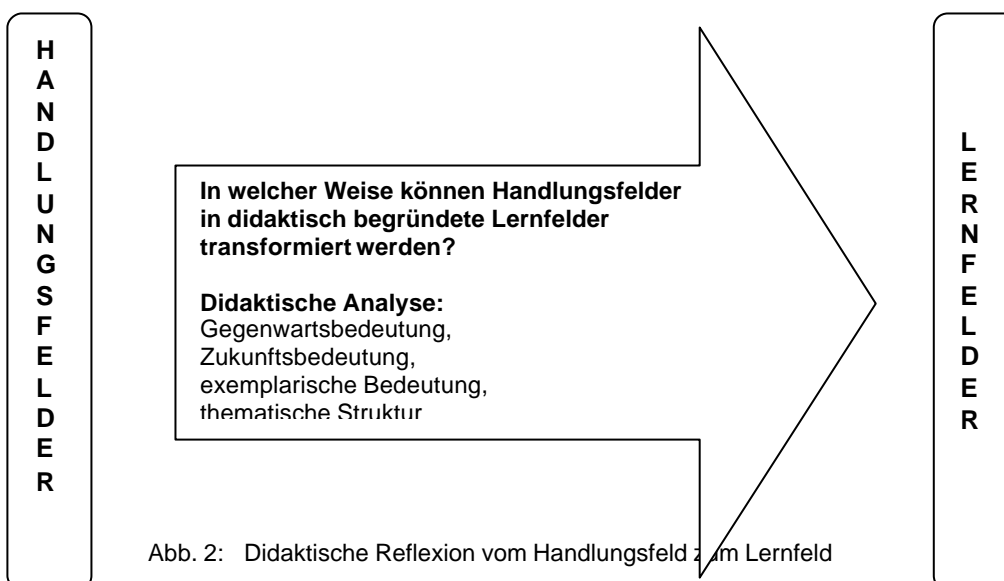 HANDLUNGSFELDER
In welcher Weise können Handlungsfelder
in didaktisch begründete Lernfelder
transformiert werden?
Didaktische Analyse:
Gegenwartsbedeutung,
Zukunftsbedeutung,
exemplarische Bedeutung,
thematische Struktur
LERNFELDER
Abb. 2: Didaktische Reflexion vom Handlungsfeld zum Lernfeld